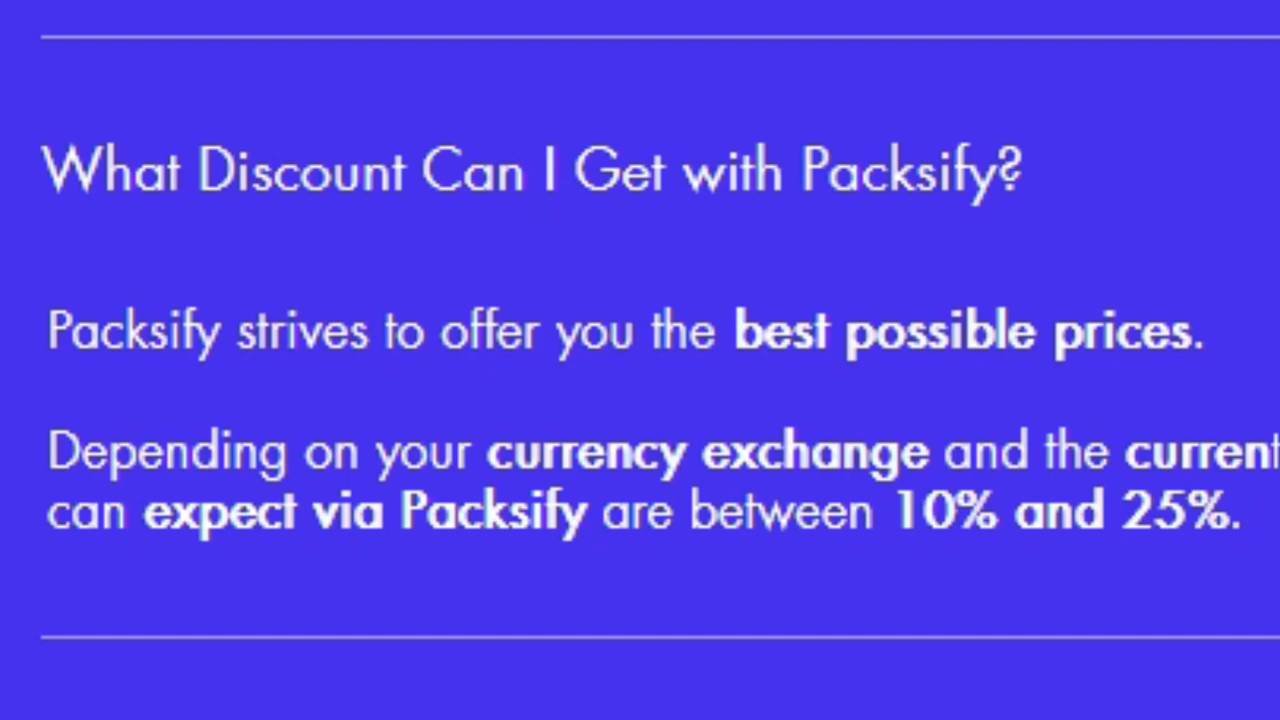 What Discount Can I Get with Packsify?
Packsify strives to offer you the best possible prices.
Depending on your currency exchange and the current
can expect via Packsify are between 10% and 25%.